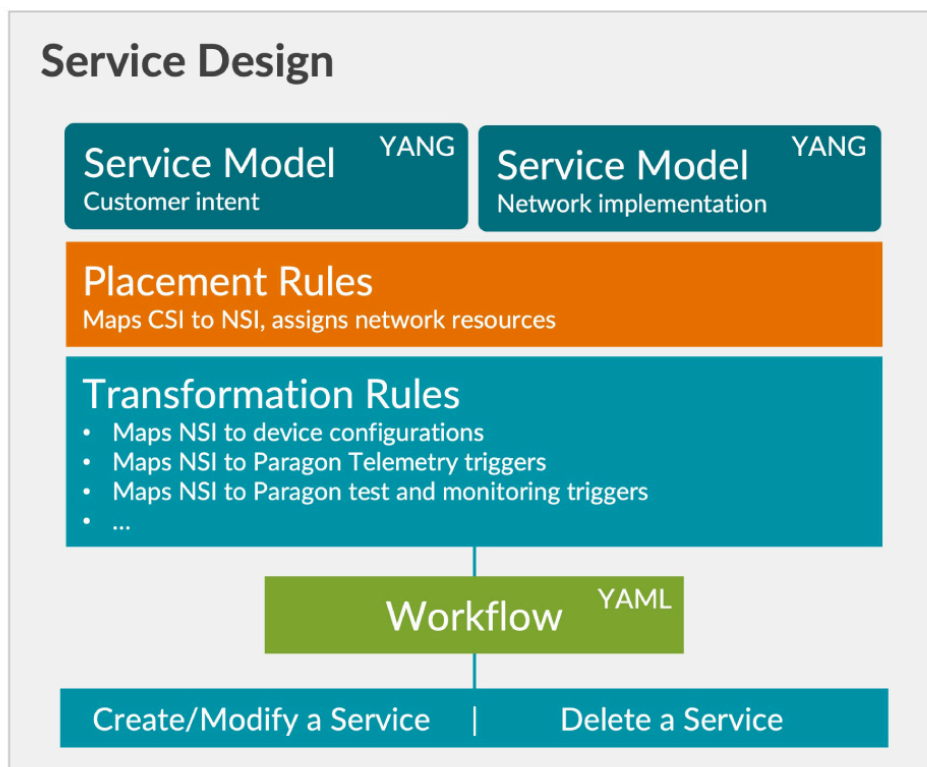 Service Design
YANG
Service Model
Customer intent
YANG
Service Model
Network implementation
Placement Rules
Maps CSI to NSI, assigns network resources
Transformation Rules
• Maps NSI to device configurations
• Maps NSI to Paragon Telemetry triggers
• Maps NSI to Paragon test and monitoring triggers
• ...
Workflow YAML
Create/Modify a Service | Delete a Service